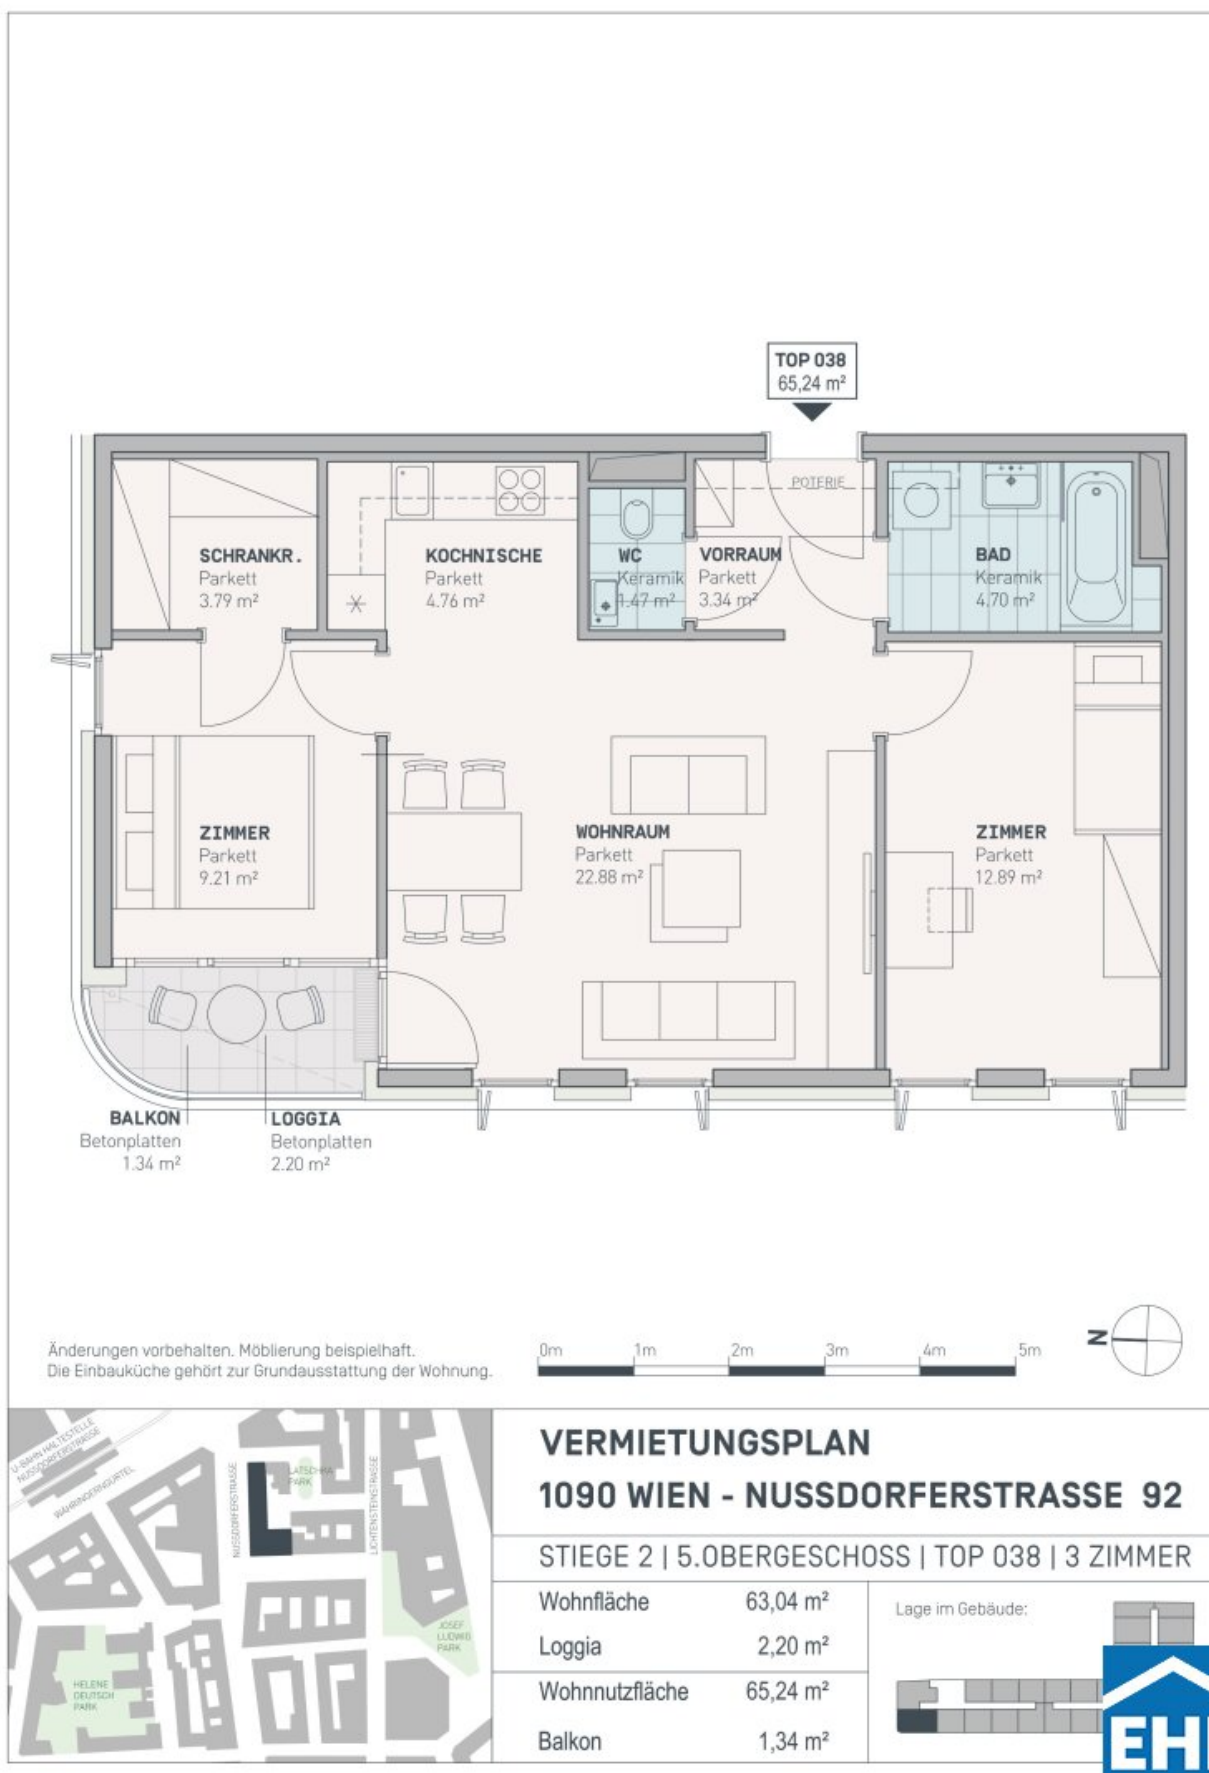 TOP 038
65,24 m²
POTERIE
SCHRANKR.
Parkett
3.79 m²
KOCHNISCHE
Parkett
4.76 m²
WC
Keramik
1.47 m²
VORRAUM
Parkett
3.34 m²
BAD
Keramik
4.70 m²
ZIMMER
Parkett
9.21 m²
WOHNRAUM
Parkett
22.88 m²
ZIMMER
Parkett
12.89 m²
BALKON
Betonplatten
1.34 m²
LOGGIA
Betonplatten
2.20 m²
Änderungen vorbehalten. Möblierung beispielhaft.
Die Einbauküche gehört zur Grundausstattung der Wohnung.
0m 1m 2m 3m 4m 5m
N
U-BAHN HALTESTELLE
NUSSDORFERSTRASSE
WÄHRINGERGÜRTEL
NUSSDORFERSTRASSE
LATSCHKA
PARK
LICHTENSTEINSTRASSE
JOSEF
LUDWIG
PARK
HELENE
DEUTSCH
PARK
VERMIETUNGSPLAN
1090 WIEN - NUSSDORFERSTRASSE 92
STIEGE 2 | 5.OBERGESCHOSS | TOP 038 | 3 ZIMMER
Wohnfläche 63,04 m²
Loggia 2,20 m²
Wohnnutzfläche 65,24 m²
Balkon 1,34 m²
Lage im Gebäude:
EH